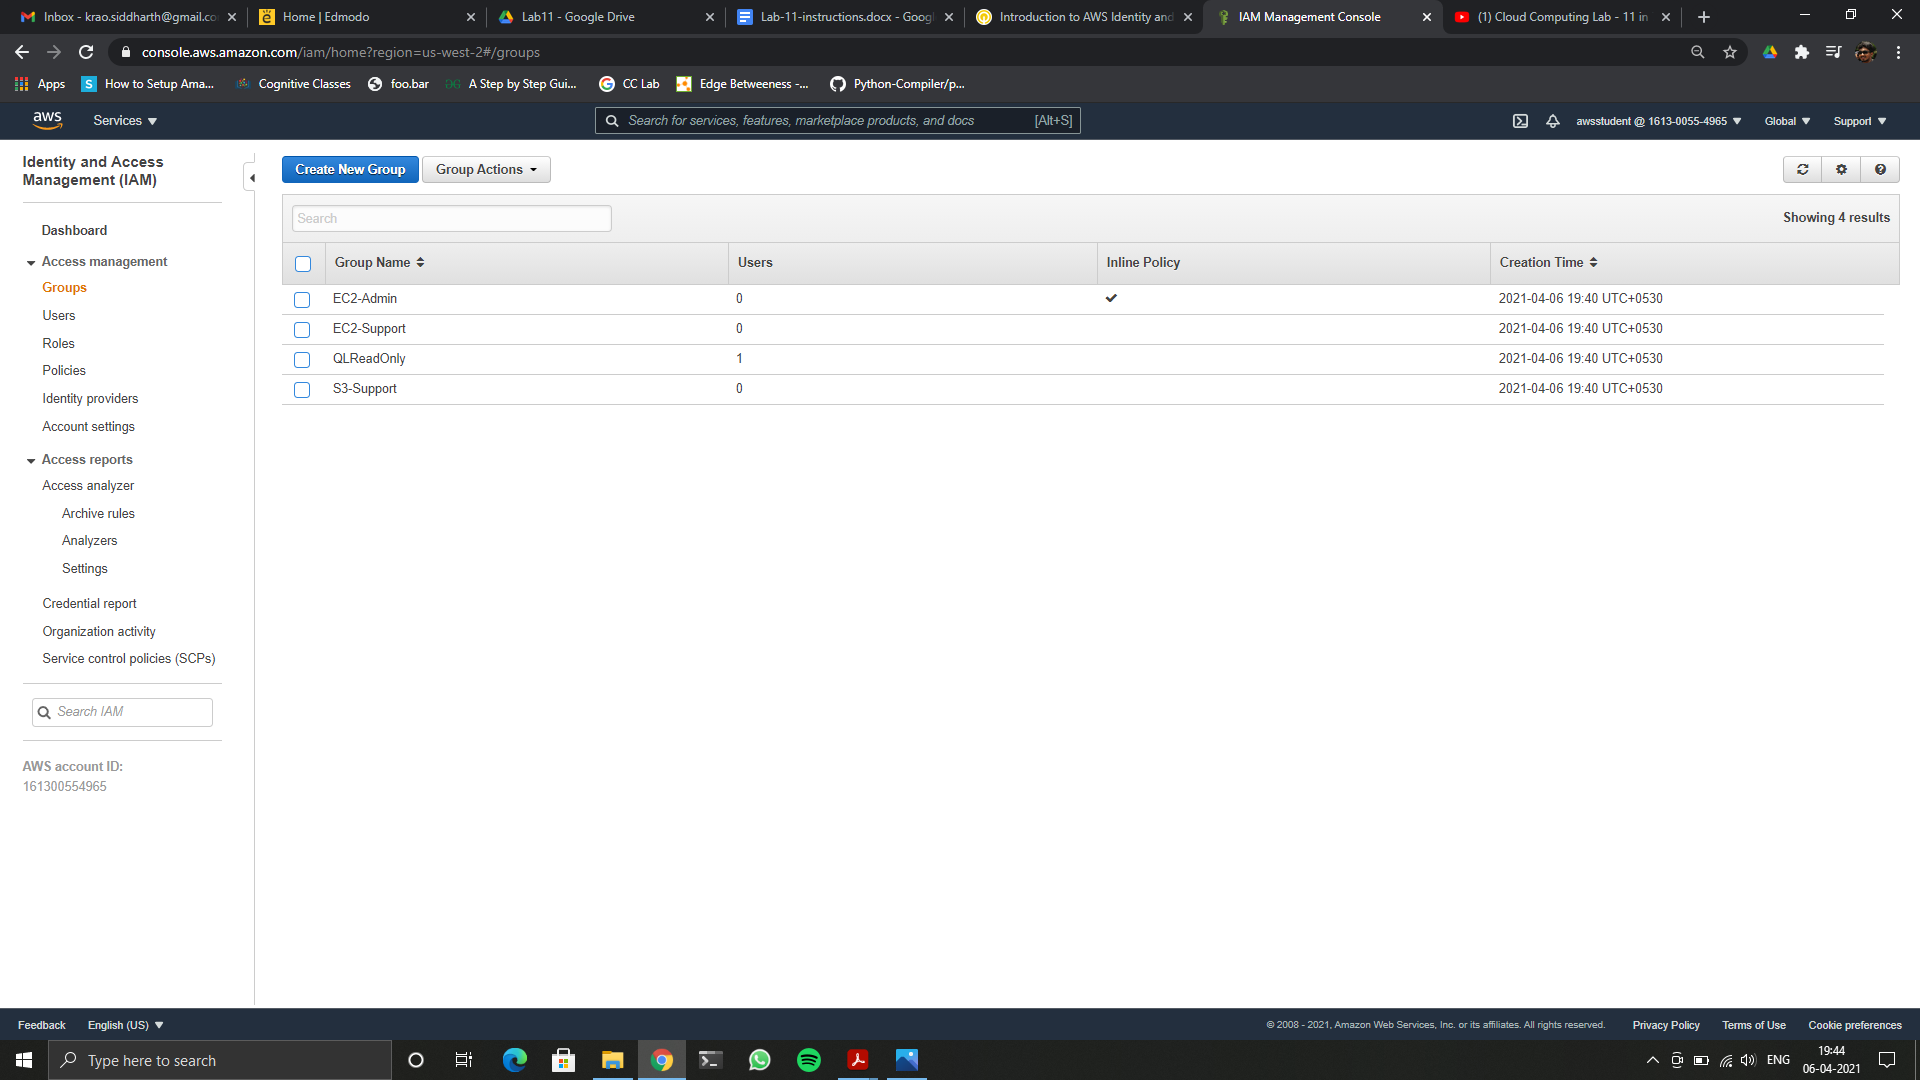 Inbox - krao.siddharth@gmail.co
Home | Edmodo
Lab11 - Google Drive
Lab-11-instructions.docx - Goog
Introduction to AWS Identity and
IAM Management Console
(1) Cloud Computing Lab - 11 in
console.aws.amazon.com/iam/home?region=us-west-2#/groups
Apps
How to Setup Ama...
Cognitive Classes
foo.bar
A Step by Step Gui...
CC Lab
Edge Betweeness -...
Python-Compiler/p...
aws
Services
Search for services, features, marketplace products, and docs
[Alt+S]
awsstudent @ 1613-0055-4965
Global
Support
Identity and Access
Management (IAM)
Dashboard
Access management
Groups
Users
Roles
Policies
Identity providers
Account settings
Access reports
Access analyzer
Archive rules
Analyzers
Settings
Credential report
Organization activity
Service control policies (SCPs)
Search IAM
AWS account ID:
161300554965
Create New Group
Group Actions
Search
Showing 4 results
Group Name Users Inline Policy Creation Time
EC2-Admin 0 2021-04-06 19:40 UTC+0530
EC2-Support 0 2021-04-06 19:40 UTC+0530
QLReadOnly 1 2021-04-06 19:40 UTC+0530
S3-Support 0 2021-04-06 19:40 UTC+0530
Feedback
English (US)
© 2008 - 2021, Amazon Web Services, Inc. or its affiliates. All rights reserved.
Privacy Policy
Terms of Use
Cookie preferences
Type here to search
ENG
19:44
06-04-2021